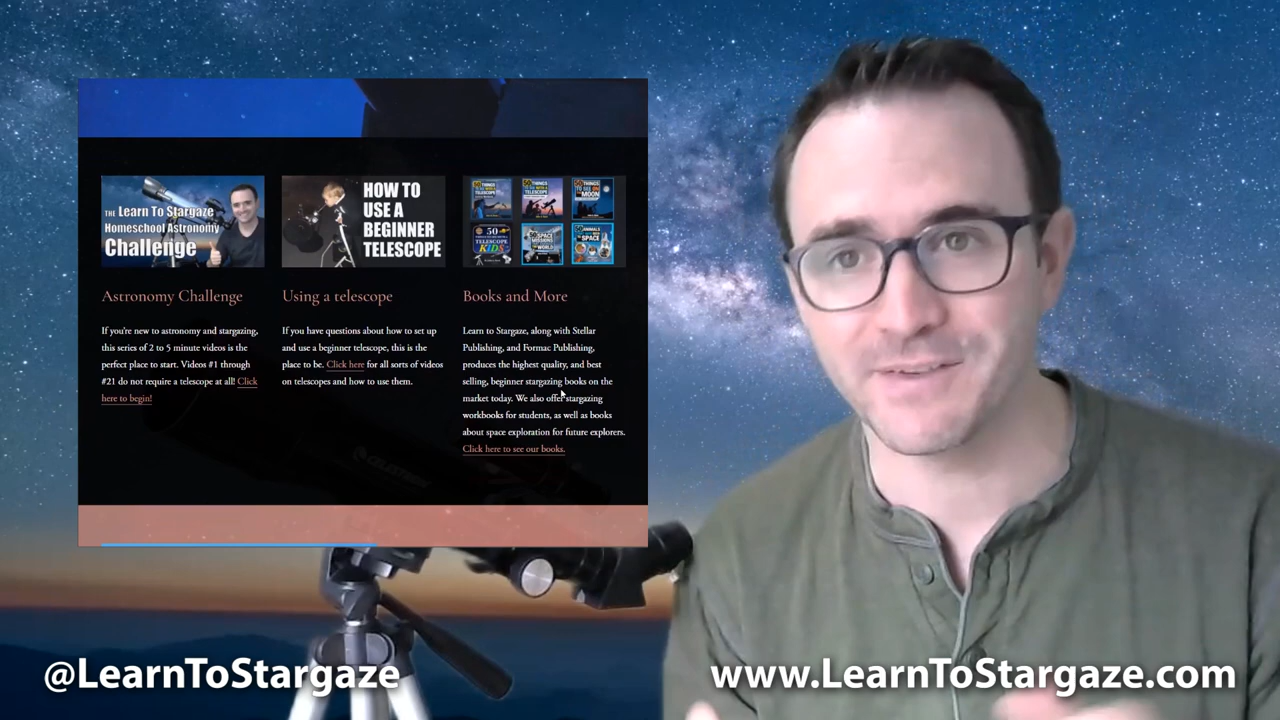 THE Learn To Stargaze
Homeschool Astronomy
Challenge
HOW TO
USE A
BEGINNER
TELESCOPE
50
TELESCOPE
KIDS
SPACE
Astronomy Challenge
If you're new to astronomy and stargazing,
this series of 2 to 5 minute videos is the
perfect place to start. Videos #1 through
#21 do not require a telescope at all! Click
here to begin!
Using a telescope
If you have questions about how to set up
and use a beginner telescope, this is the
place to be. Click here for all sorts of videos
on telescopes and how to use them.
Books and More
Learn to Stargaze, along with Stellar
Publishing, and Formac Publishing,
produces the highest quality, and best
selling, beginner stargazing books on the
market today. We also offer stargazing
workbooks for students, as well as books
about space exploration for future explorers.
Click here to see our books.
CELESTRON
@LearnToStargaze
www.LearnToStargaze.com